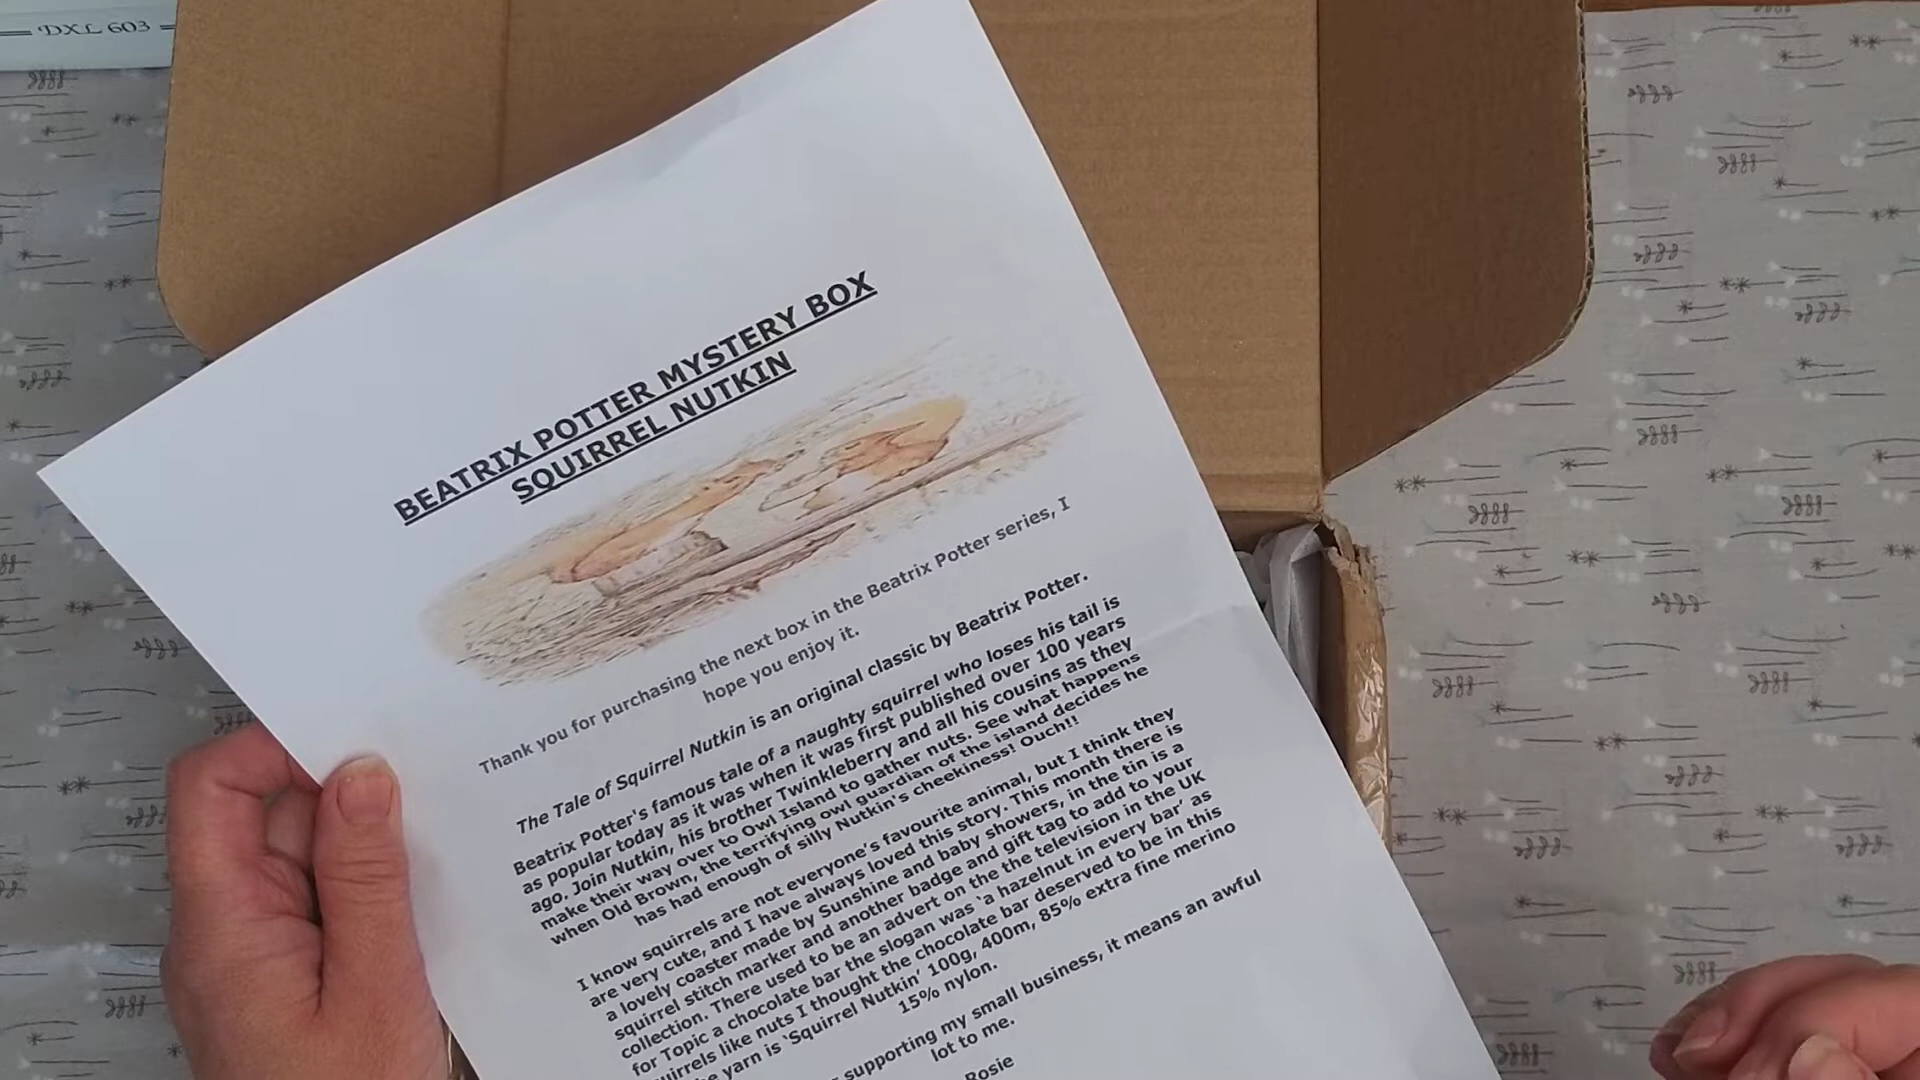 DXL 603
BEATRIX POTTER MYSTERY BOX
SQUIRREL NUTKIN
Thank you for purchasing the next box in the Beatrix Potter series, I
hope you enjoy it.
The Tale of Squirrel Nutkin is an original classic by Beatrix Potter.
Beatrix Potter's famous tale of a naughty squirrel who loses his tail is
as popular today as it was when it was first published over 100 years
ago. Join Nutkin, his brother Twinkleberry and all his cousins as they
make their way over to Owl Island to gather nuts. See what happens
when Old Brown, the terrifying owl guardian of the island decides he
has had enough of silly Nutkin's cheekiness! Ouch!!
I know squirrels are not everyone's favourite animal, but I think they
are very cute, and I have always loved this story. This month there is
a lovely coaster made by Sunshine and baby showers, in the tin is a
squirrel stitch marker and another badge and gift tag to add to your
collection. There used to be an advert on the television in the UK
for Topic a chocolate bar the slogan was 'a hazelnut in every bar' as
like nuts I thought the chocolate bar deserved to be in this
yarn is 'Squirrel Nutkin' 100g, 400m, 85% extra fine merino
15% nylon.
supporting my small business, it means an awful
lot to me.
Rosie